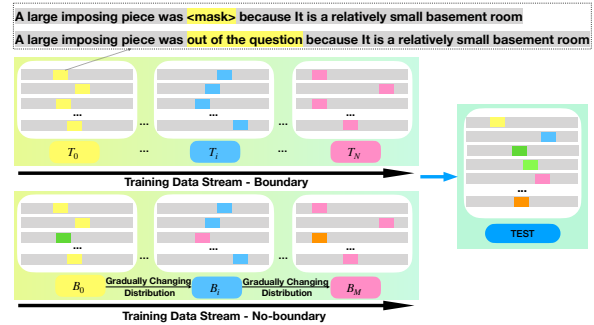 A large imposing piece was <mask> because It is a relatively small basement room
A large imposing piece was out of the question because It is a relatively small basement room
... ... ...
... ...
T0 ... Ti ... TN
Training Data Stream - Boundary
... ... ...
... ...
B0 Gradually Changing Distribution Bi Gradually Changing Distribution BM
Training Data Stream - No-boundary
...
TEST